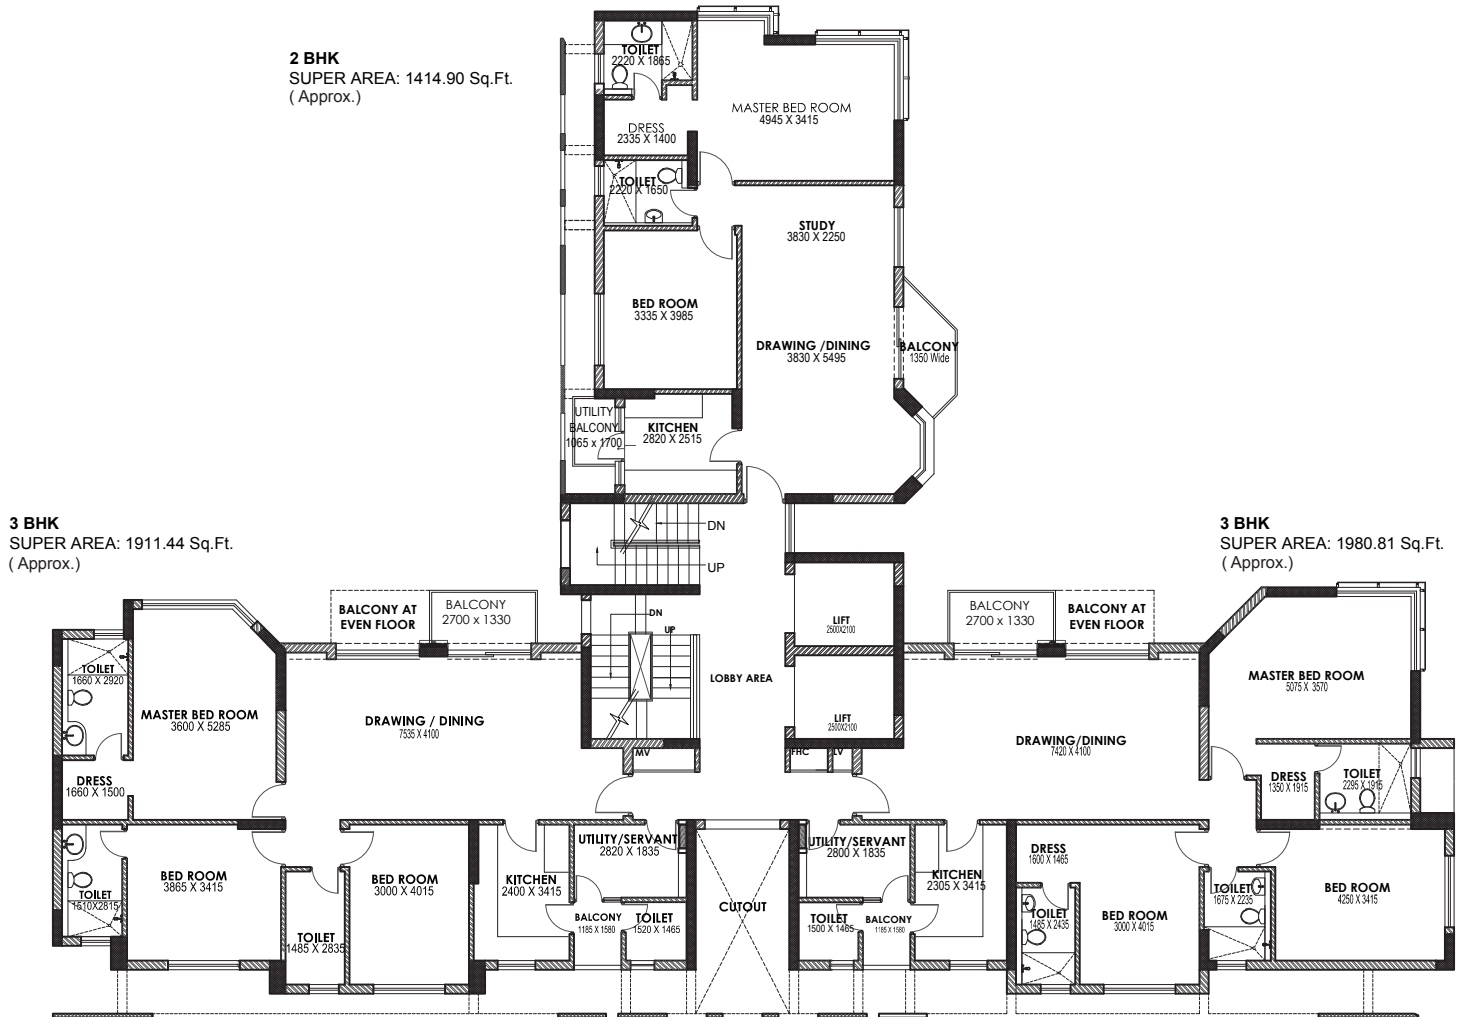 2 BHK
SUPER AREA: 1414.90 Sq.Ft.
( Approx.)
TOILET
2220 X 1865
MASTER BED ROOM
4945 X 3415
DRESS
2335 X 1400
TOILET
2220 X 1650
STUDY
3830 X 2250
BED ROOM
3335 X 3985
DRAWING /DINING
3830 X 5495
BALCONY
1350 Wide
UTILITY
BALCONY
1065 x 1700
KITCHEN
2820 X 2515
DN
UP
3 BHK
SUPER AREA: 1911.44 Sq.Ft.
( Approx.)
3 BHK
SUPER AREA: 1980.81 Sq.Ft.
( Approx.)
BALCONY AT
EVEN FLOOR
BALCONY
2700 x 1330
DN
UP
LIFT
2500X2100
BALCONY
2700 x 1330
BALCONY AT
EVEN FLOOR
TOILET
1660 X 2920
MASTER BED ROOM
3600 X 5285
DRAWING / DINING
7535 X 4100
LOBBY AREA
LIFT
2500X2100
DRAWING/DINING
7420 X 4100
MASTER BED ROOM
5075 X 3570
MV
FHC
LV
DRESS
1660 X 1500
DRESS
1350 X 1915
TOILET
2295 X 1915
BED ROOM
3865 X 3415
TOILET
1510X2815
TOILET
1485 X 2835
BED ROOM
3000 X 4015
KITCHEN
2400 X 3415
UTILITY/SERVANT
2820 X 1835
BALCONY
1185 X 1580
TOILET
1520 X 1465
CUTOUT
UTILITY/SERVANT
2800 X 1835
TOILET
1500 X 1465
BALCONY
1185 X 1580
KITCHEN
2305 X 3415
DRESS
1600 X 1465
TOILET
1485 X 2435
BED ROOM
3000 X 4015
TOILET
1675 X 2235
BED ROOM
4250 X 3415